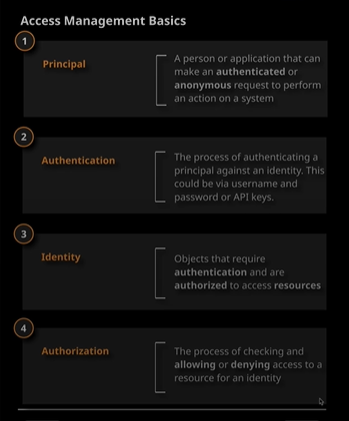 Access Management Basics
1
Principal
A person or application that can
make an authenticated or
anonymous request to perform
an action on a system
2
Authentication
The process of authenticating a
principal against an identity. This
could be via username and
password or API keys.
3
Identity
Objects that require
authentication and are
authorized to access resources
4
Authorization
The process of checking and
allowing or denying access to a
resource for an identity